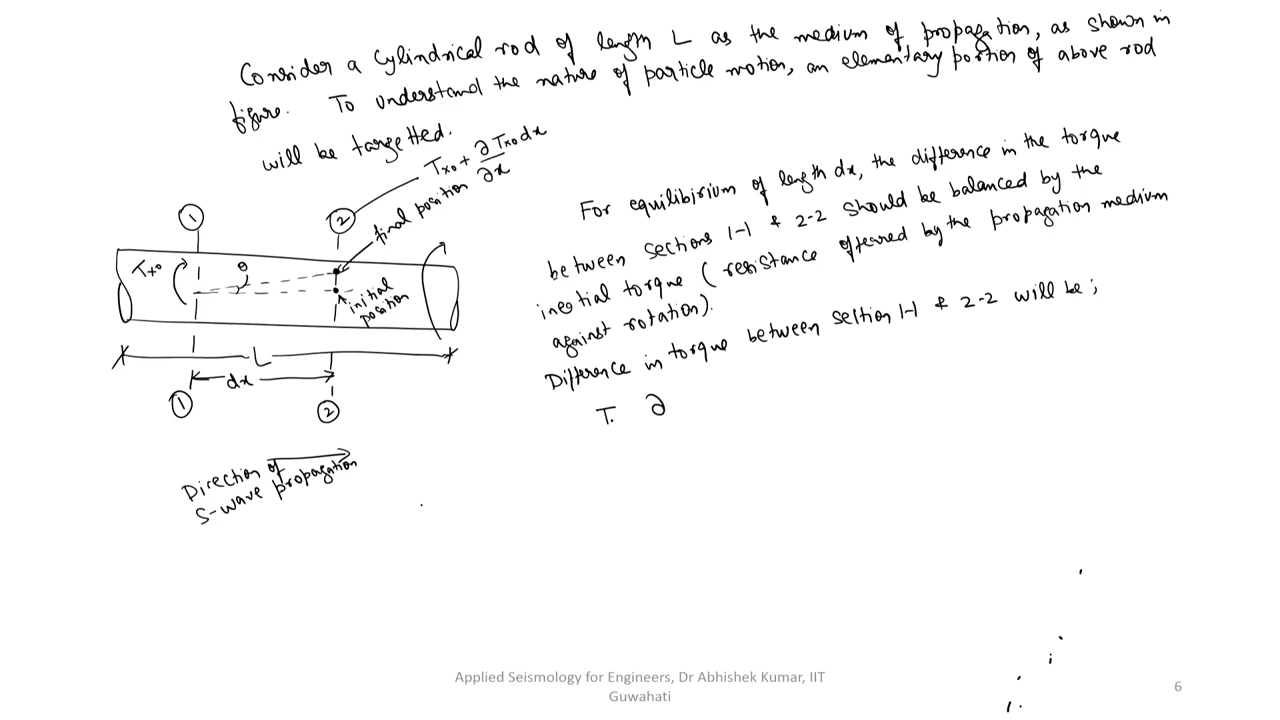 Consider a Cylindrical rod of length L as the medium of propagation, as shown in
figure. To understand the nature of particle motion, an elementary portion of above rod
will be targetted.
Tx0 + ∂Tx0/∂x dx
① ②
final position
Tx0 θ
initial
position
L
dx
① ②
Direction of
S-wave propagation
For equilibrium of length dx, the difference in the torque
between sections 1-1 & 2-2 should be balanced by the
inertial torque (resistance offeared by the propagation medium
against rotation).
Difference in torque between section 1-1 & 2-2 will be;
T. ∂
Applied Seismology for Engineers, Dr Abhishek Kumar, IIT
Guwahati
6